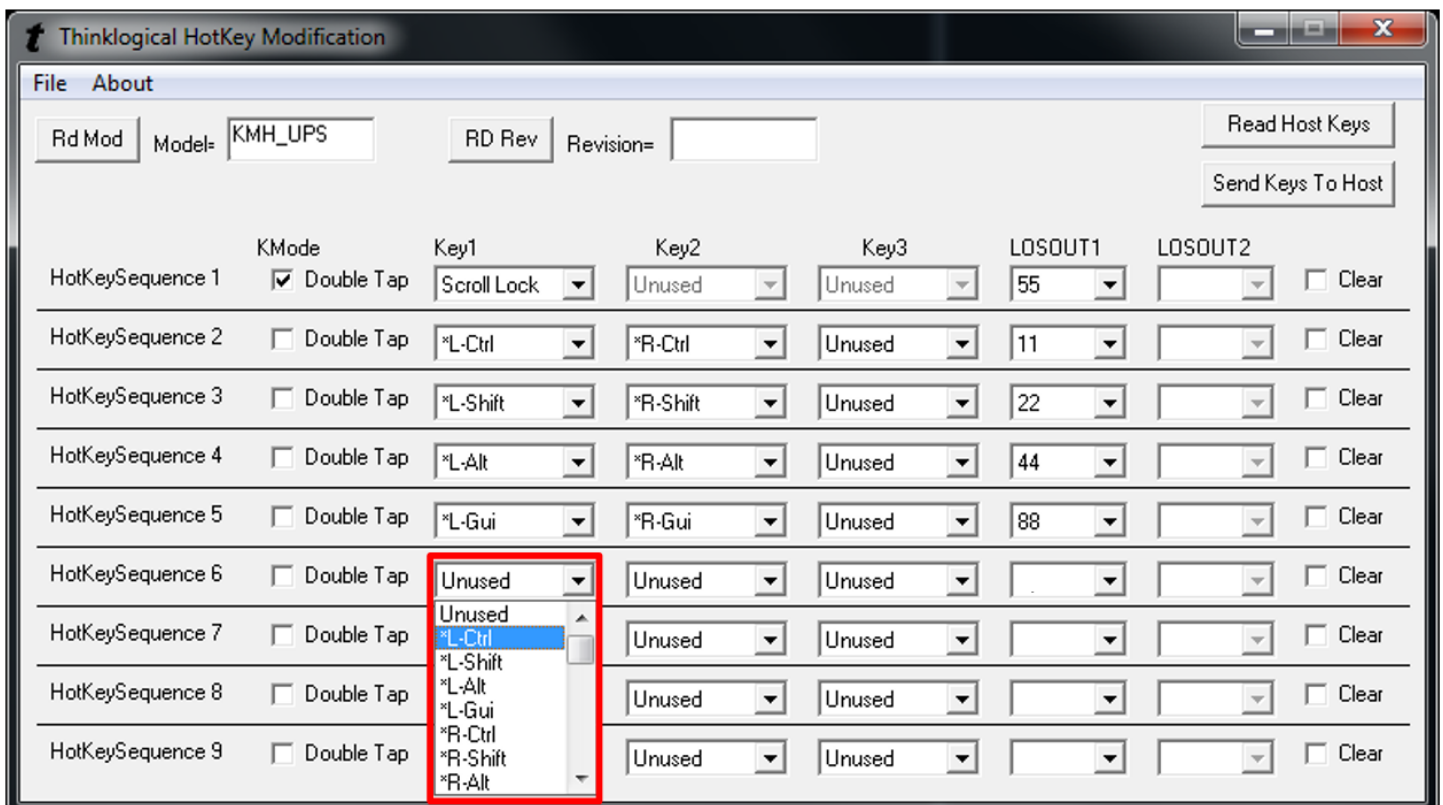 t Thinklogical HotKey Modification
File About
Rd Mod Model= KMH_UPS RD Rev Revision= Read Host Keys
Send Keys To Host
KMode Key1 Key2 Key3 LOSOUT1 LOSOUT2
HotKeySequence 1 Double Tap Scroll Lock Unused Unused 55 Clear
HotKeySequence 2 Double Tap *L-Ctrl *R-Ctrl Unused 11 Clear
HotKeySequence 3 Double Tap *L-Shift *R-Shift Unused 22 Clear
HotKeySequence 4 Double Tap *L-Alt *R-Alt Unused 44 Clear
HotKeySequence 5 Double Tap *L-Gui *R-Gui Unused 88 Clear
HotKeySequence 6 Double Tap Unused Unused Unused Clear
Unused
*L-Ctrl
*L-Shift
*L-Alt
*L-Gui
*R-Ctrl
*R-Shift
*R-Alt
HotKeySequence 7 Double Tap Unused Unused Clear
HotKeySequence 8 Double Tap Unused Unused Clear
HotKeySequence 9 Double Tap Unused Unused Clear